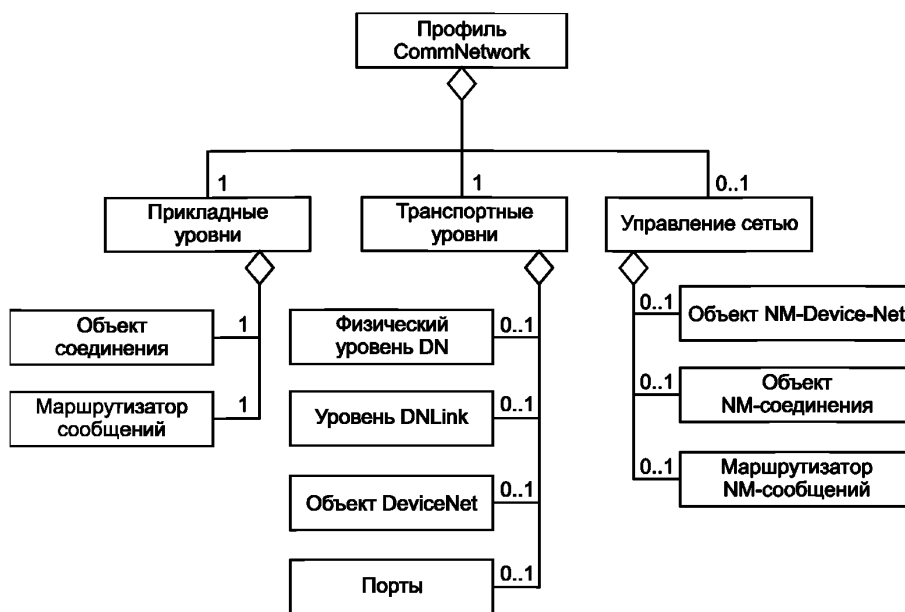 Профиль
CommNetwork
1
1
0..1
Прикладные
уровни
Транспортные
уровни
Управление сетью
Объект
соединения
1
Маршрутизатор
сообщений
1
Физический
уровень DN
0..1
Уровень DNLink
0..1
Объект DeviceNet
0..1
Порты
0..1
0..1
Объект NM-Device-Net
0..1
Объект
NM-соединения
0..1
Маршрутизатор
NM-сообщений